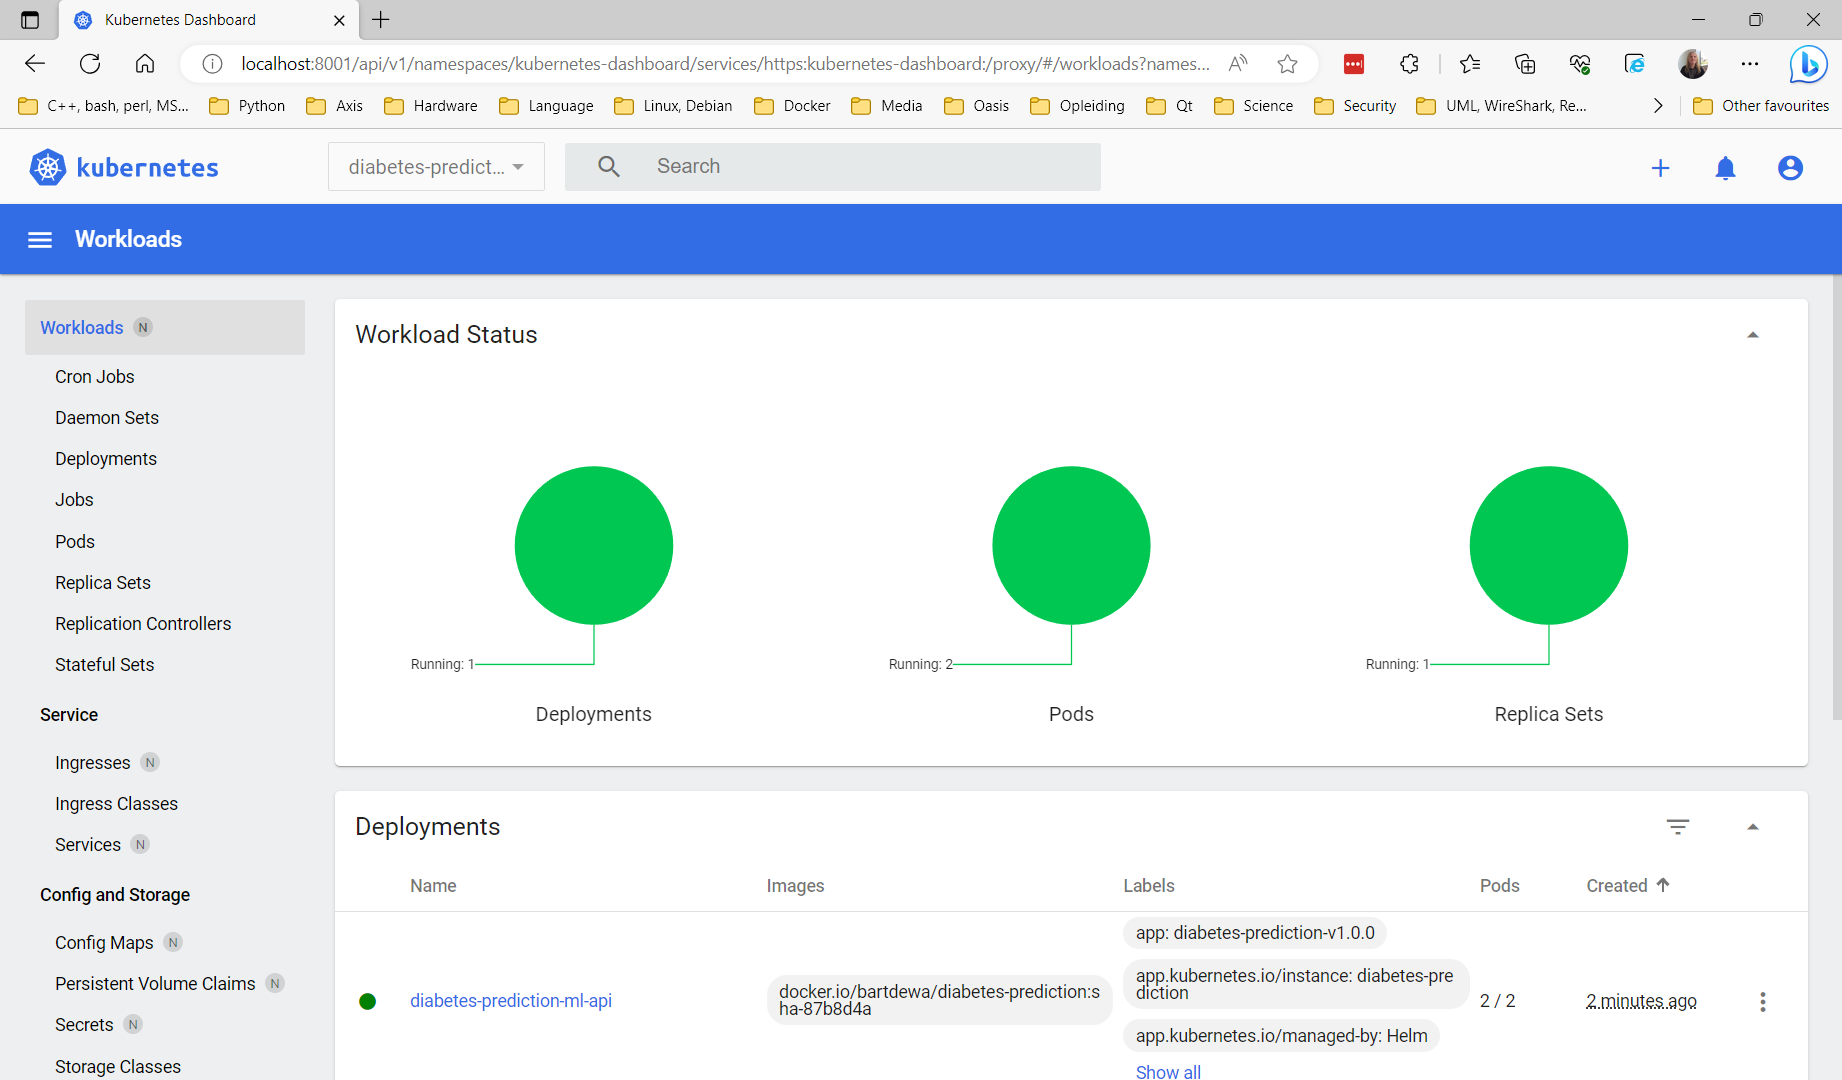 Kubernetes Dashboard
localhost:8001/api/v1/namespaces/kubernetes-dashboard/services/https:kubernetes-dashboard:/proxy/#/workloads?names...
C++, bash, perl, MS...
Python
Axis
Hardware
Language
Linux, Debian
Docker
Media
Oasis
Opleiding
Qt
Science
Security
UML, WireShark, Re...
Other favourites
kubernetes
diabetes-predict...
Search
Workloads
Workloads N
Cron Jobs
Daemon Sets
Deployments
Jobs
Pods
Replica Sets
Replication Controllers
Stateful Sets
Service
Ingresses N
Ingress Classes
Services N
Config and Storage
Config Maps N
Persistent Volume Claims N
Secrets N
Storage Classes
Workload Status
Running: 1
Deployments
Running: 2
Pods
Running: 1
Replica Sets
Deployments
Name
Images
Labels
Pods
Created
diabetes-prediction-ml-api
docker.io/bartdewa/diabetes-prediction:s
ha-87b8d4a
app: diabetes-prediction-v1.0.0
app.kubernetes.io/instance: diabetes-pre
diction
app.kubernetes.io/managed-by: Helm
Show all
2 / 2
2 minutes ago